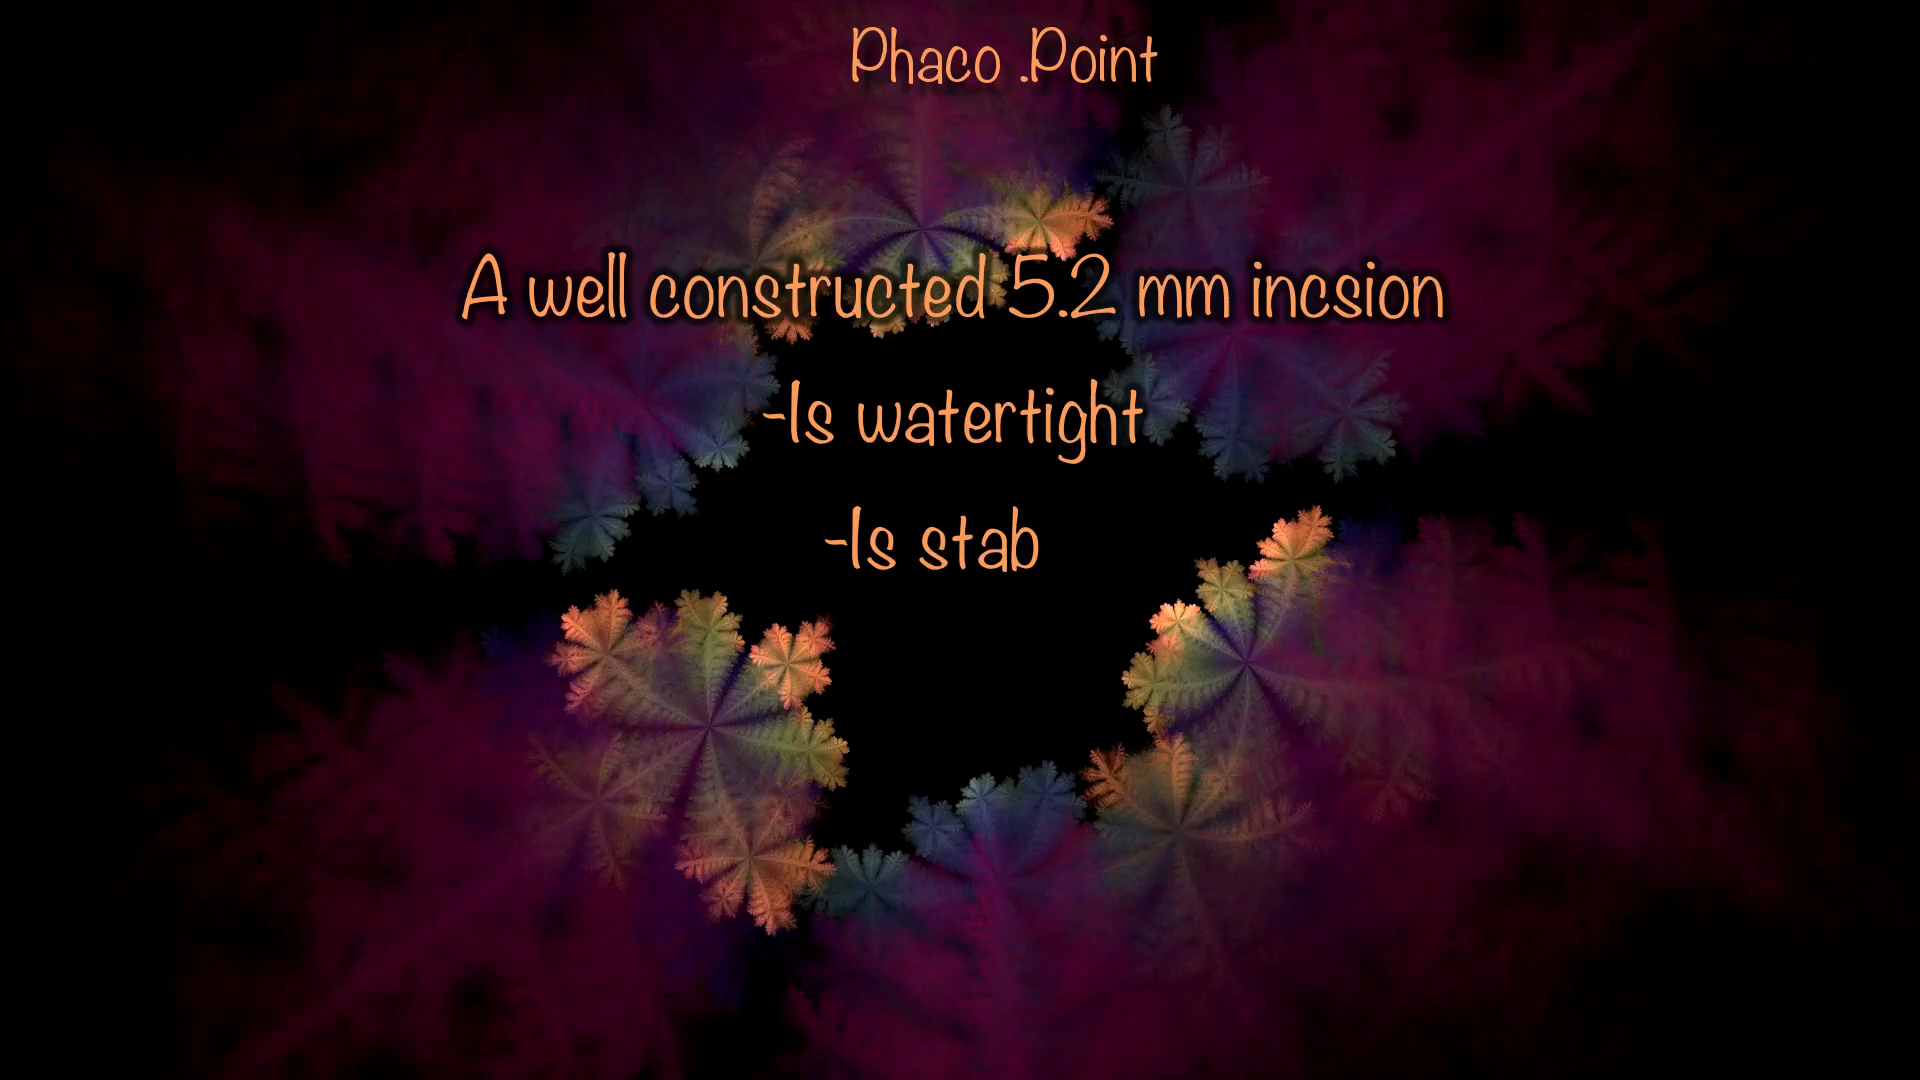 Phaco .Point
A well constructed 5.2 mm incsion
-Is watertight
-Is stab